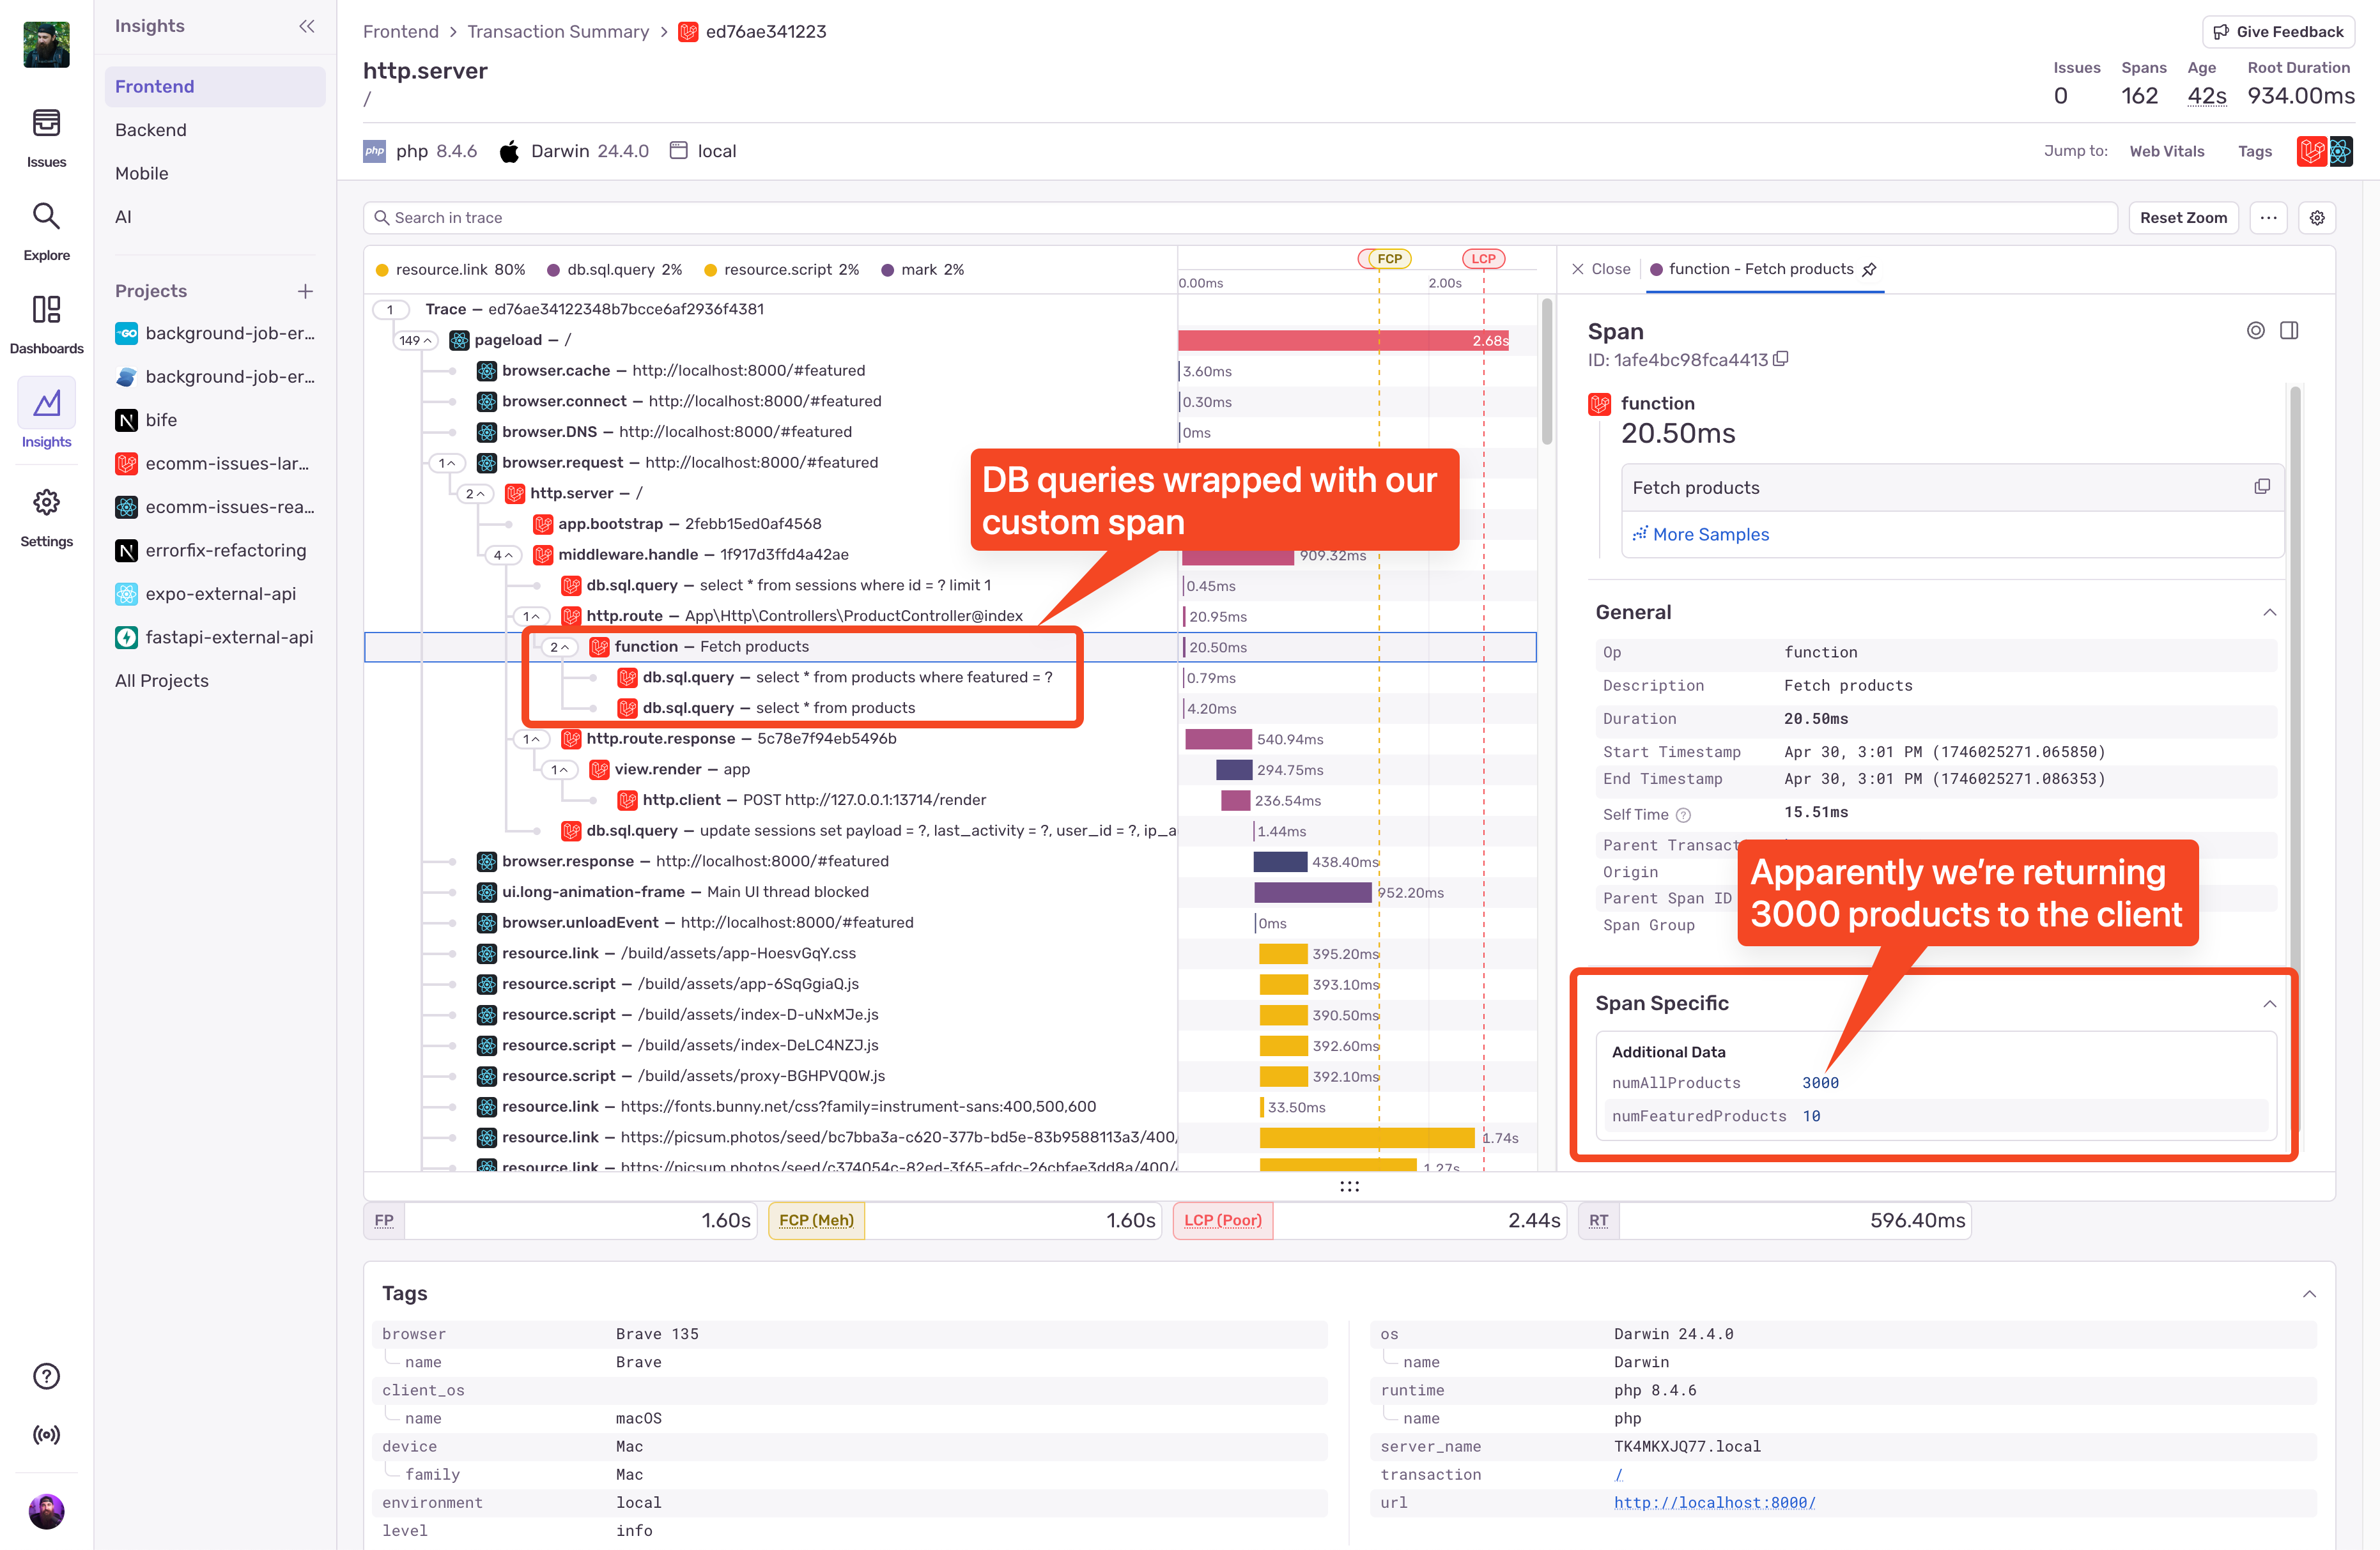 Insights
Frontend
Backend
Mobile
AI
Projects
background-job-er...
background-job-er...
bife
ecomm-issues-lar...
ecomm-issues-rea...
errorfix-refactoring
expo-external-api
fastapi-external-api
All Projects
Issues
Explore
Dashboards
Insights
Settings
Frontend > Transaction Summary > ed76ae341223
Give Feedback
http.server
/
Issues Spans Age Root Duration
0 162 42s 934.00ms
php php 8.4.6 Darwin 24.4.0 local
Jump to: Web Vitals Tags
Search in trace
Reset Zoom
resource.link 80% db.sql.query 2% resource.script 2% mark 2%
FCP LCP
0.00ms 2.00s
1 Trace — ed76ae34122348b7bcce6af2936f4381
149 pageload — / 2.68s
browser.cache — http://localhost:8000/#featured 3.60ms
browser.connect — http://localhost:8000/#featured 0.30ms
browser.DNS — http://localhost:8000/#featured 0ms
1 browser.request — http://localhost:8000/#featured
2 http.server — /
app.bootstrap — 2febb15ed0af4568
4 middleware.handle — 1f917d3ffd4a42ae 909.32ms
db.sql.query — select * from sessions where id = ? limit 1 0.45ms
1 http.route — App\Http\Controllers\ProductController@index 20.95ms
2 function — Fetch products 20.50ms
db.sql.query — select * from products where featured = ? 0.79ms
db.sql.query — select * from products 4.20ms
1 http.route.response — 5c78e7f94eb5496b 540.94ms
1 view.render — app 294.75ms
http.client — POST http://127.0.0.1:13714/render 236.54ms
db.sql.query — update sessions set payload = ?, last_activity = ?, user_id = ?, ip_a 1.44ms
browser.response — http://localhost:8000/#featured 438.40ms
ui.long-animation-frame — Main UI thread blocked 952.20ms
browser.unloadEvent — http://localhost:8000/#featured 0ms
resource.link — /build/assets/app-HoesvGqY.css 395.20ms
resource.script — /build/assets/app-6SqGgiaQ.js 393.10ms
resource.script — /build/assets/index-D-uNxMJe.js 390.50ms
resource.script — /build/assets/index-DeLC4NZJ.js 392.60ms
resource.script — /build/assets/proxy-BGHPVQ0W.js 392.10ms
resource.link — https://fonts.bunny.net/css?family=instrument-sans:400,500,600 33.50ms
resource.link — https://picsum.photos/seed/bc7bba3a-c620-377b-bd5e-83b9588113a3/400/ 1.74s
resource.link — https://picsum.photos/seed/c374054c-82ed-3f65-afdc-26cbfae3dd8a/400/ 1.27s
DB queries wrapped with our
custom span
Close function - Fetch products
Span
ID: 1afe4bc98fca4413
function
20.50ms
Fetch products
More Samples
General
Op function
Description Fetch products
Duration 20.50ms
Start Timestamp Apr 30, 3:01 PM (1746025271.065850)
End Timestamp Apr 30, 3:01 PM (1746025271.086353)
Self Time 15.51ms
Parent Transact
Origin
Parent Span ID
Span Group
Apparently we're returning
3000 products to the client
Span Specific
Additional Data
numAllProducts 3000
numFeaturedProducts 10
FP 1.60s FCP (Meh) 1.60s LCP (Poor) 2.44s RT 596.40ms
Tags
browser Brave 135
name Brave
client_os
name macOS
device Mac
family Mac
environment local
level info
os Darwin 24.4.0
name Darwin
runtime php 8.4.6
name php
server_name TK4MKXJQ77.local
transaction /
url http://localhost:8000/